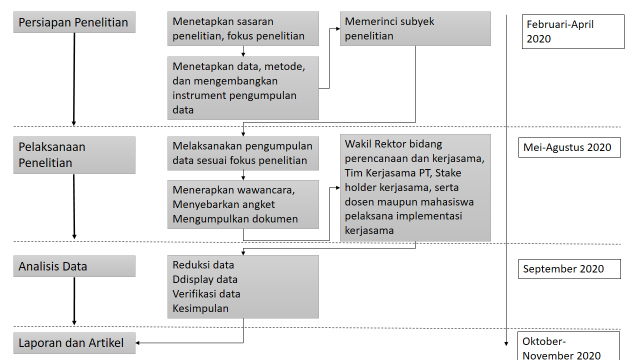 Persiapan Penelitian
Menetapkan sasaran
penelitian, fokus penelitian
Memerinci subyek
penelitian
Februari-April
2020
Menetapkan data, metode,
dan mengembangkan
instrument pengumpulan
data
Pelaksanaan
Penelitian
Melaksanakan pengumpulan
data sesuai fokus penelitian
Wakil Rektor bidang
perencanaan dan kerjasama,
Tim Kerjasama PT, Stake
holder kerjasama, serta
dosen maupun mahasiswa
pelaksana implementasi
kerjasama
Mei-Agustus 2020
Menerapkan wawancara,
Menyebarkan angket
Mengumpulkan dokumen
Analisis Data
Reduksi data
Ddisplay data
Verifikasi data
Kesimpulan
September 2020
Laporan dan Artikel
Oktober-
November 2020